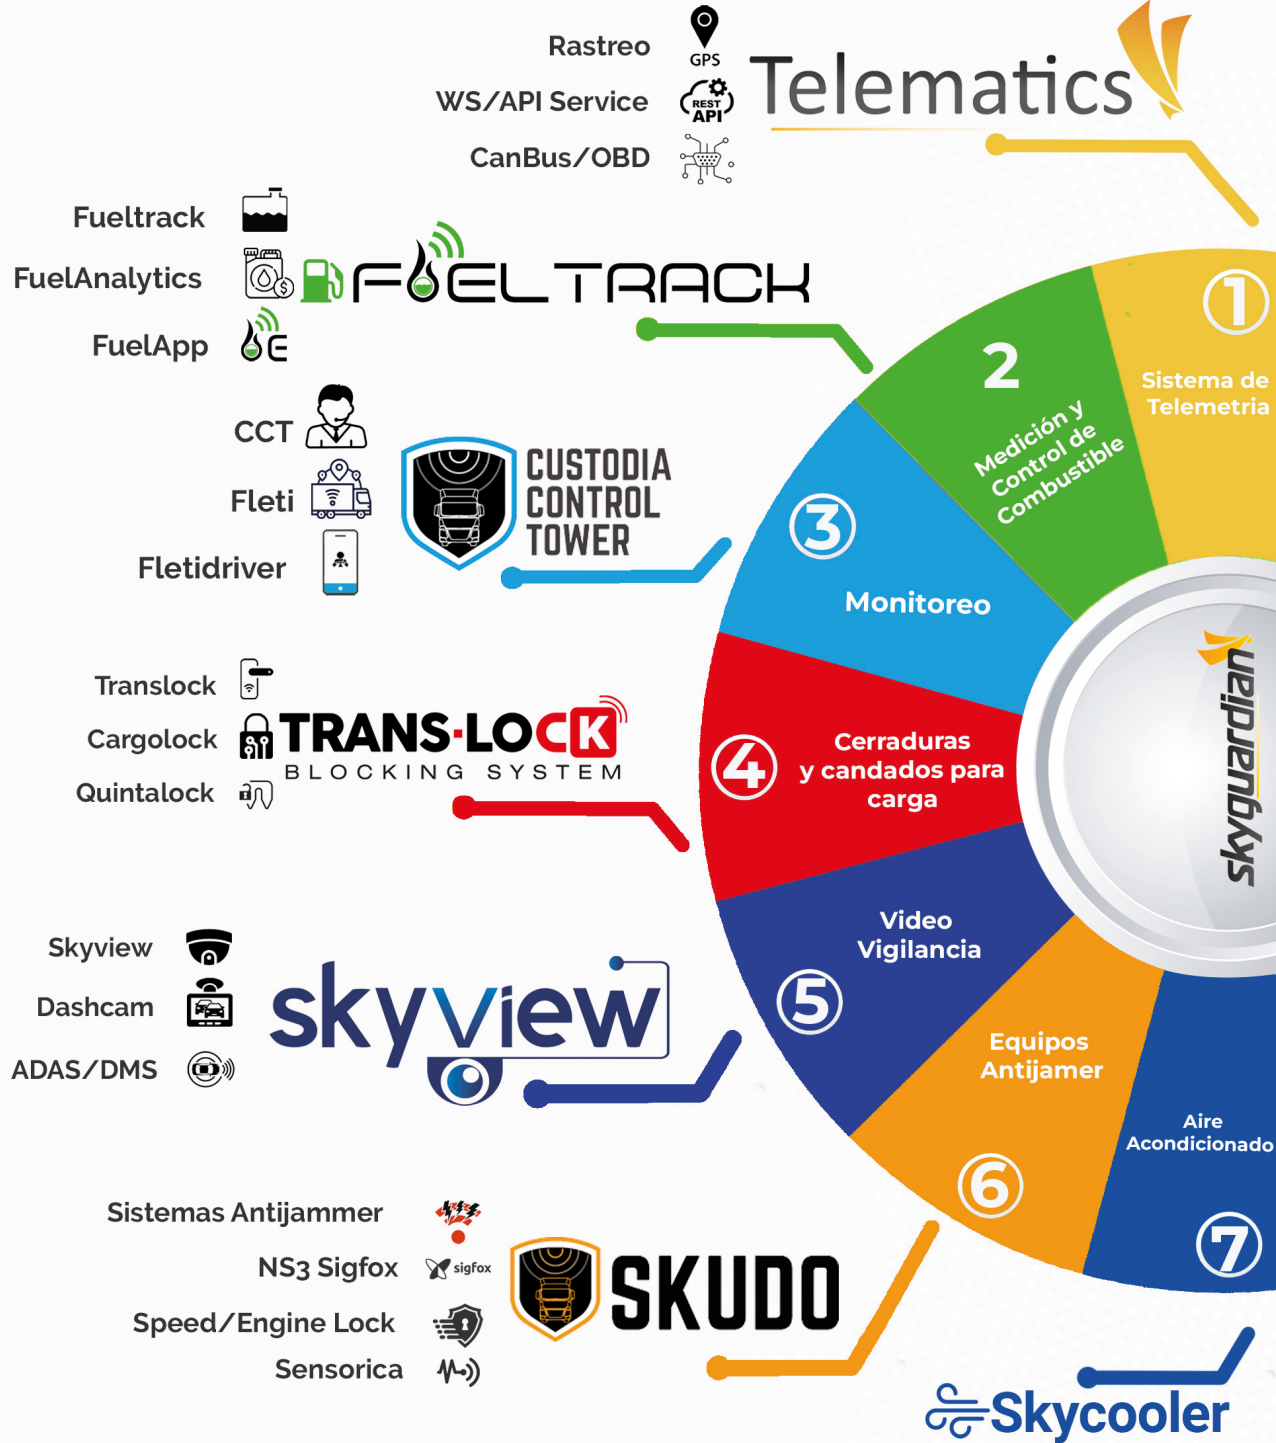 Rastreo
GPS
WS/API Service
REST
API
CanBus/OBD
Telematics
Fueltrack
FuelAnalytics
$
FuelApp
E
FUELTRACK
CCT
Fleti
Fletidriver
CUSTODIA
CONTROL
TOWER
Translock
Cargolock
Quintalock
TRANS·LOCK
BLOCKING SYSTEM
Skyview
Dashcam
ADAS/DMS
skyview
Sistemas Antijammer
NS3 Sigfox
sigfox
Speed/Engine Lock
Sensorica
SKUDO
Skycooler
1
Sistema de
Telemetria
2
Medición y
Control de
Combustible
3
Monitoreo
4
Cerraduras
y candados para
carga
Video
Vigilancia
5
Equipos
Antijamer
6
Aire
Acondicionado
7
skyguardian